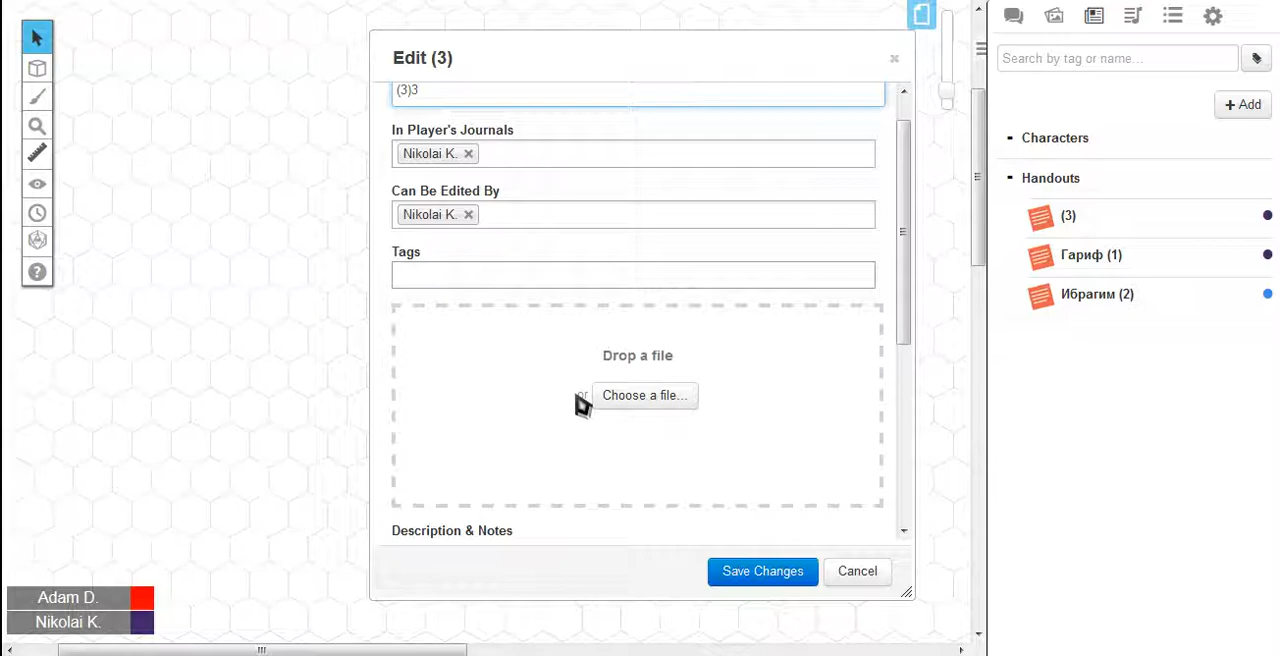 Edit (3)
(3)3
In Player's Journals
Nikolai K.
Can Be Edited By
Nikolai K.
Tags
Drop a file
or Choose a file...
Description & Notes
Save Changes
Cancel
Search by tag or name...
+ Add
Characters
Handouts
(3)
Гариф (1)
Ибрагим (2)
Adam D.
Nikolai K.